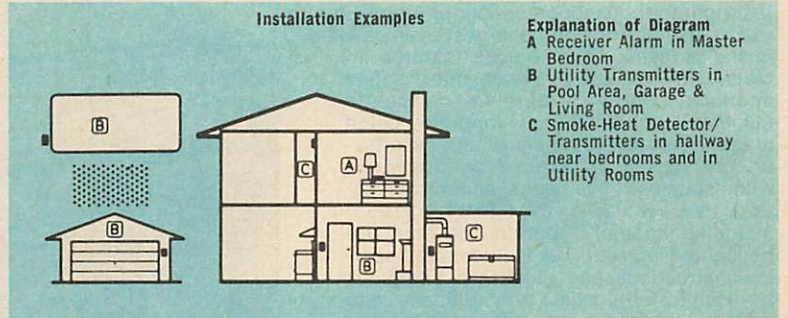 Installation Examples
Explanation of Diagram
A Receiver Alarm in Master
Bedroom
B Utility Transmitters in
Pool Area, Garage &
Living Room
C Smoke-Heat Detector/
Transmitters in hallway
near bedrooms and in
Utility Rooms
B
B
C
A
B
C